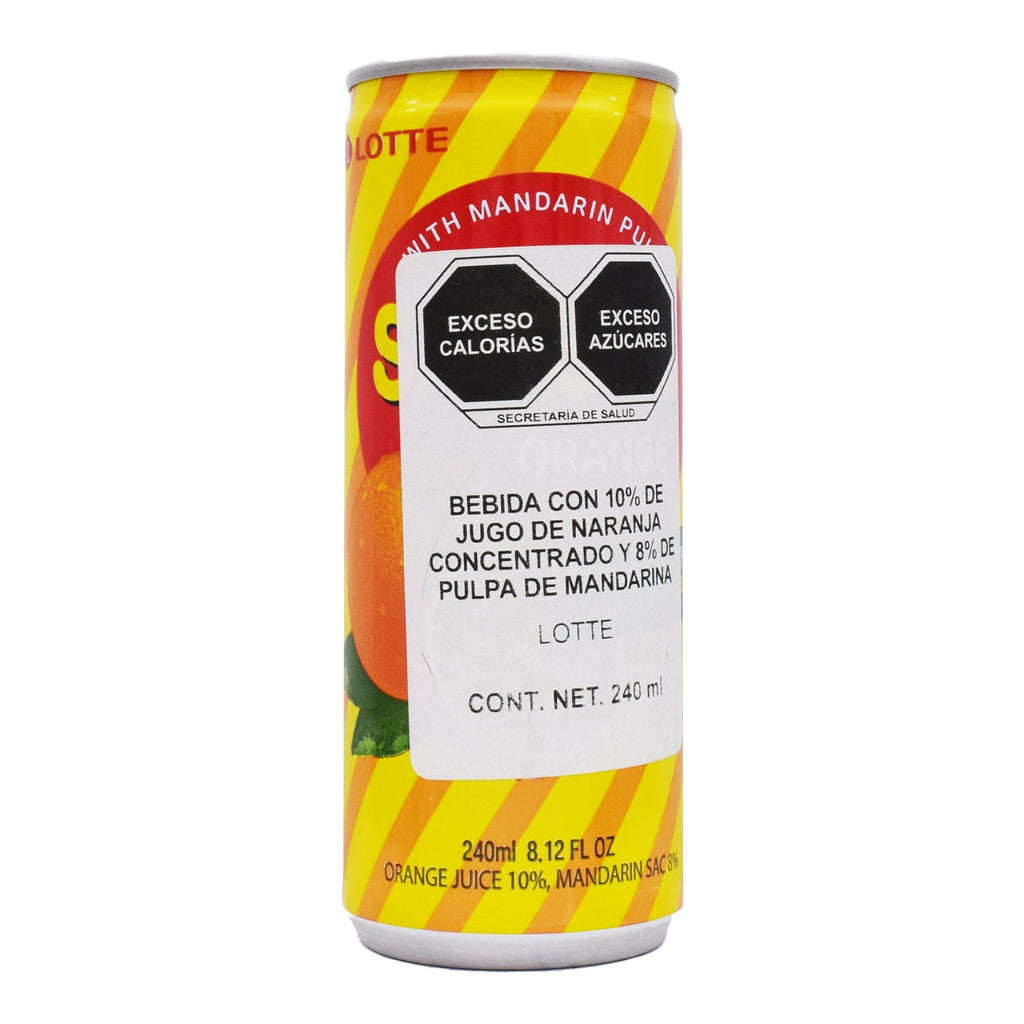 LOTTE
WITH MANDARIN
EXCESO
CALORÍAS
EXCESO
AZÚCARES
SECRETARÍA DE SALUD
ORANGE
BEBIDA CON 10% DE
JUGO DE NARANJA
CONCENTRADO Y 8% DE
PULPA DE MANDARINA
LOTTE
CONT. NET. 240 ml
240ml 8.12 FL OZ
ORANGE JUICE 10%, MANDARIN SAC 8%